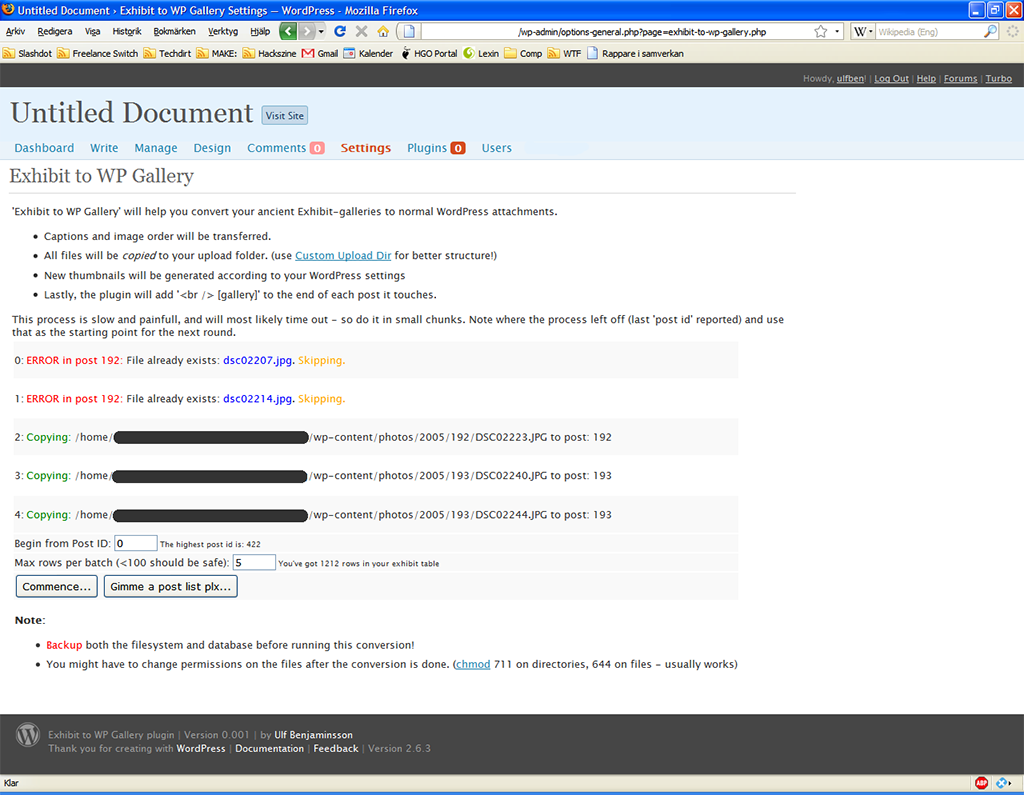 Untitled Document › Exhibit to WP Gallery Settings — WordPress - Mozilla Firefox
Arkiv Redigera Visa Historik Bokmärken Verktyg Hjälp /wp-admin/options-general.php?page=exhibit-to-wp-gallery.php W Wikipedia (Eng)
Slashdot Freelance Switch Techdirt MAKE: Hackszine Gmail Kalender HGO Portal Lexin Comp WTF Rappare i samverkan
Howdy, ulfben! | Log Out | Help | Forums | Turbo
Untitled Document Visit Site
Dashboard Write Manage Design Comments 0 Settings Plugins 0 Users
Exhibit to WP Gallery
'Exhibit to WP Gallery' will help you convert your ancient Exhibit-galleries to normal WordPress attachments.
• Captions and image order will be transferred.
• All files will be copied to your upload folder. (use Custom Upload Dir for better structure!)
• New thumbnails will be generated according to your WordPress settings
• Lastly, the plugin will add '<br /> [gallery]' to the end of each post it touches.
This process is slow and painfull, and will most likely time out - so do it in small chunks. Note where the process left off (last 'post id' reported) and use
that as the starting point for the next round.
0: ERROR in post 192: File already exists: dsc02207.jpg. Skipping.
1: ERROR in post 192: File already exists: dsc02214.jpg. Skipping.
2: Copying: /home/ /wp-content/photos/2005/192/DSC02223.JPG to post: 192
3: Copying: /home/ /wp-content/photos/2005/193/DSC02240.JPG to post: 193
4: Copying: /home/ /wp-content/photos/2005/193/DSC02244.JPG to post: 193
Begin from Post ID: 0 The highest post id is: 422
Max rows per batch (<100 should be safe): 5 You've got 1212 rows in your exhibit table
Commence... Gimme a post list plx...
Note:
• Backup both the filesystem and database before running this conversion!
• You might have to change permissions on the files after the conversion is done. (chmod 711 on directories, 644 on files - usually works)
Exhibit to WP Gallery plugin | Version 0.001 | by Ulf Benjaminsson
Thank you for creating with WordPress | Documentation | Feedback | Version 2.6.3
Klar ABP